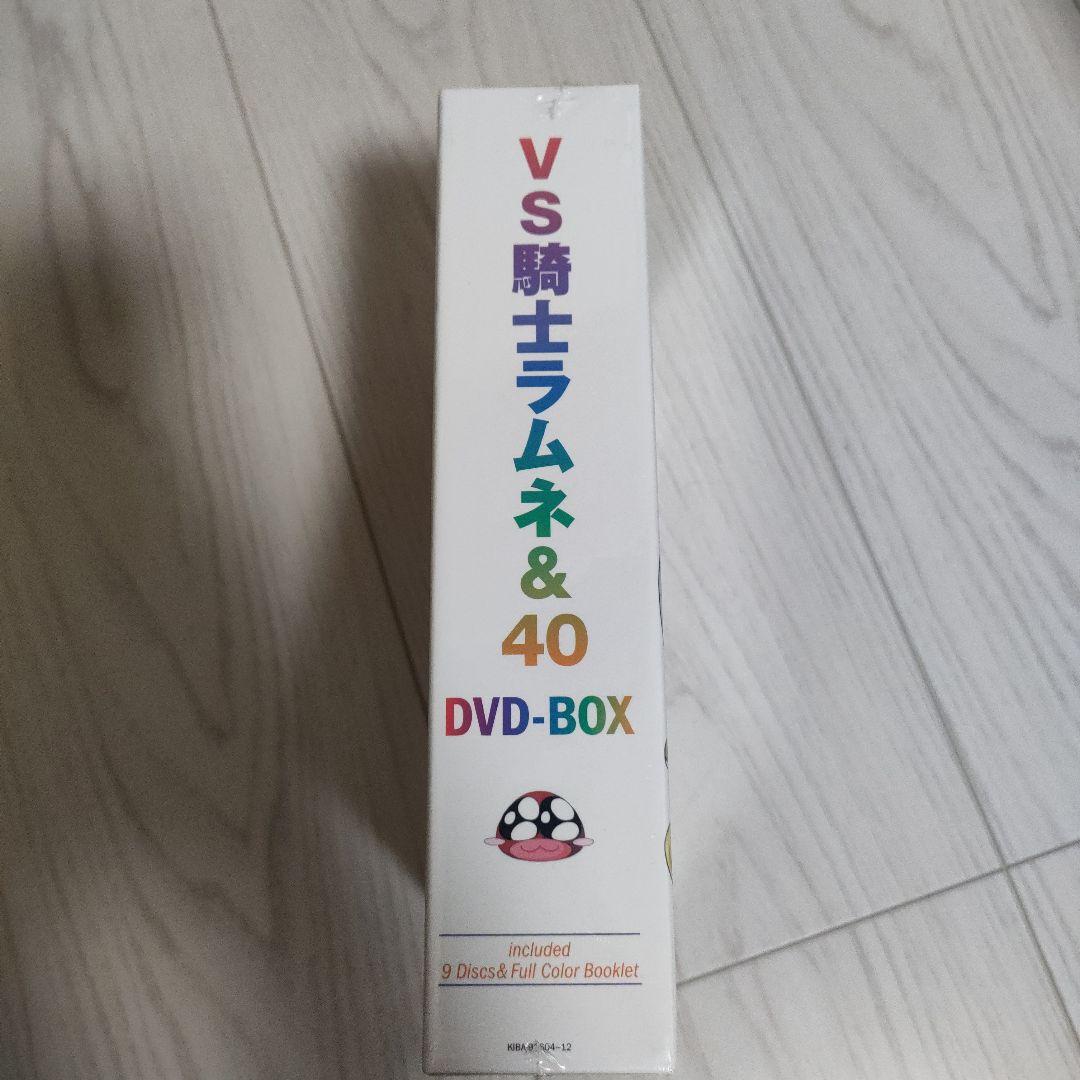 VS騎士ラムネ&40
DVD-BOX
included
9 Discs&Full Color Booklet